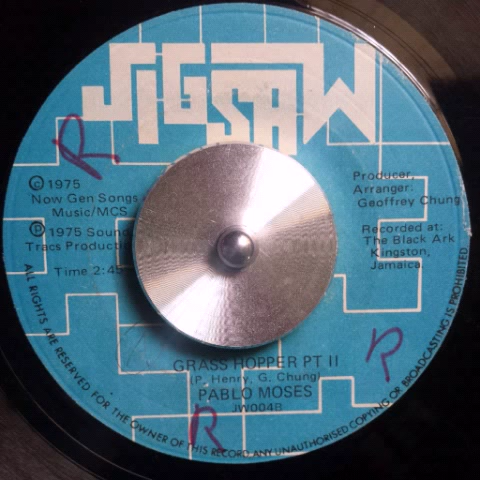 JIGSAW
© 1975
Now Gen Songs
Music/MCS
℗ 1975 Sound
Tracs Productio
Time 2:45
Producer,
Arranger:
Geoffrey Chung
Recorded at:
The Black Ark
Kingston,
Jamaica.
GRASS HOPPER PT II
(P. Henry, G. Chung)
PABLO MOSES
JW004B
ALL RIGHTS ARE RESERVED FOR THE OWNER OF THIS RECORD ANY UNAUTHORISED COPYING OR BROADCASTING IS PROHIBITED
R
R
R